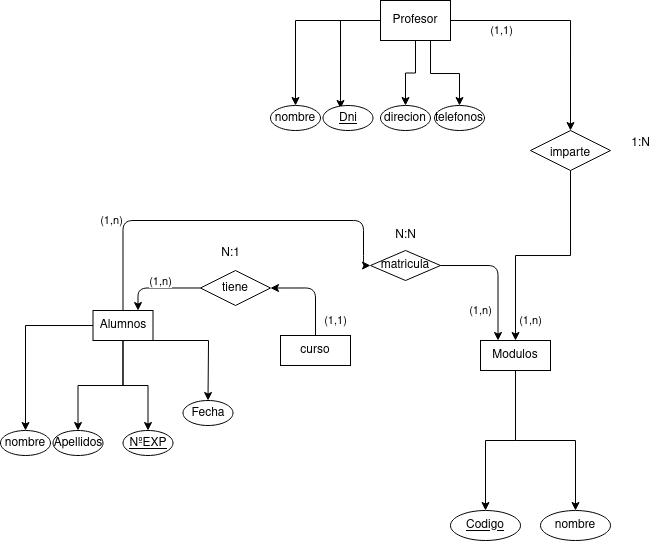 Profesor
(1,1)
nombre
Dni
direcion
telefonos
imparte
1:N
(1,n)
N:N
N:1
matricula
tiene
(1,n)
(1,n)
(1,1)
(1,n)
Alumnos
curso
Modulos
Fecha
nombre
Apellidos
NºEXP
Codigo
nombre